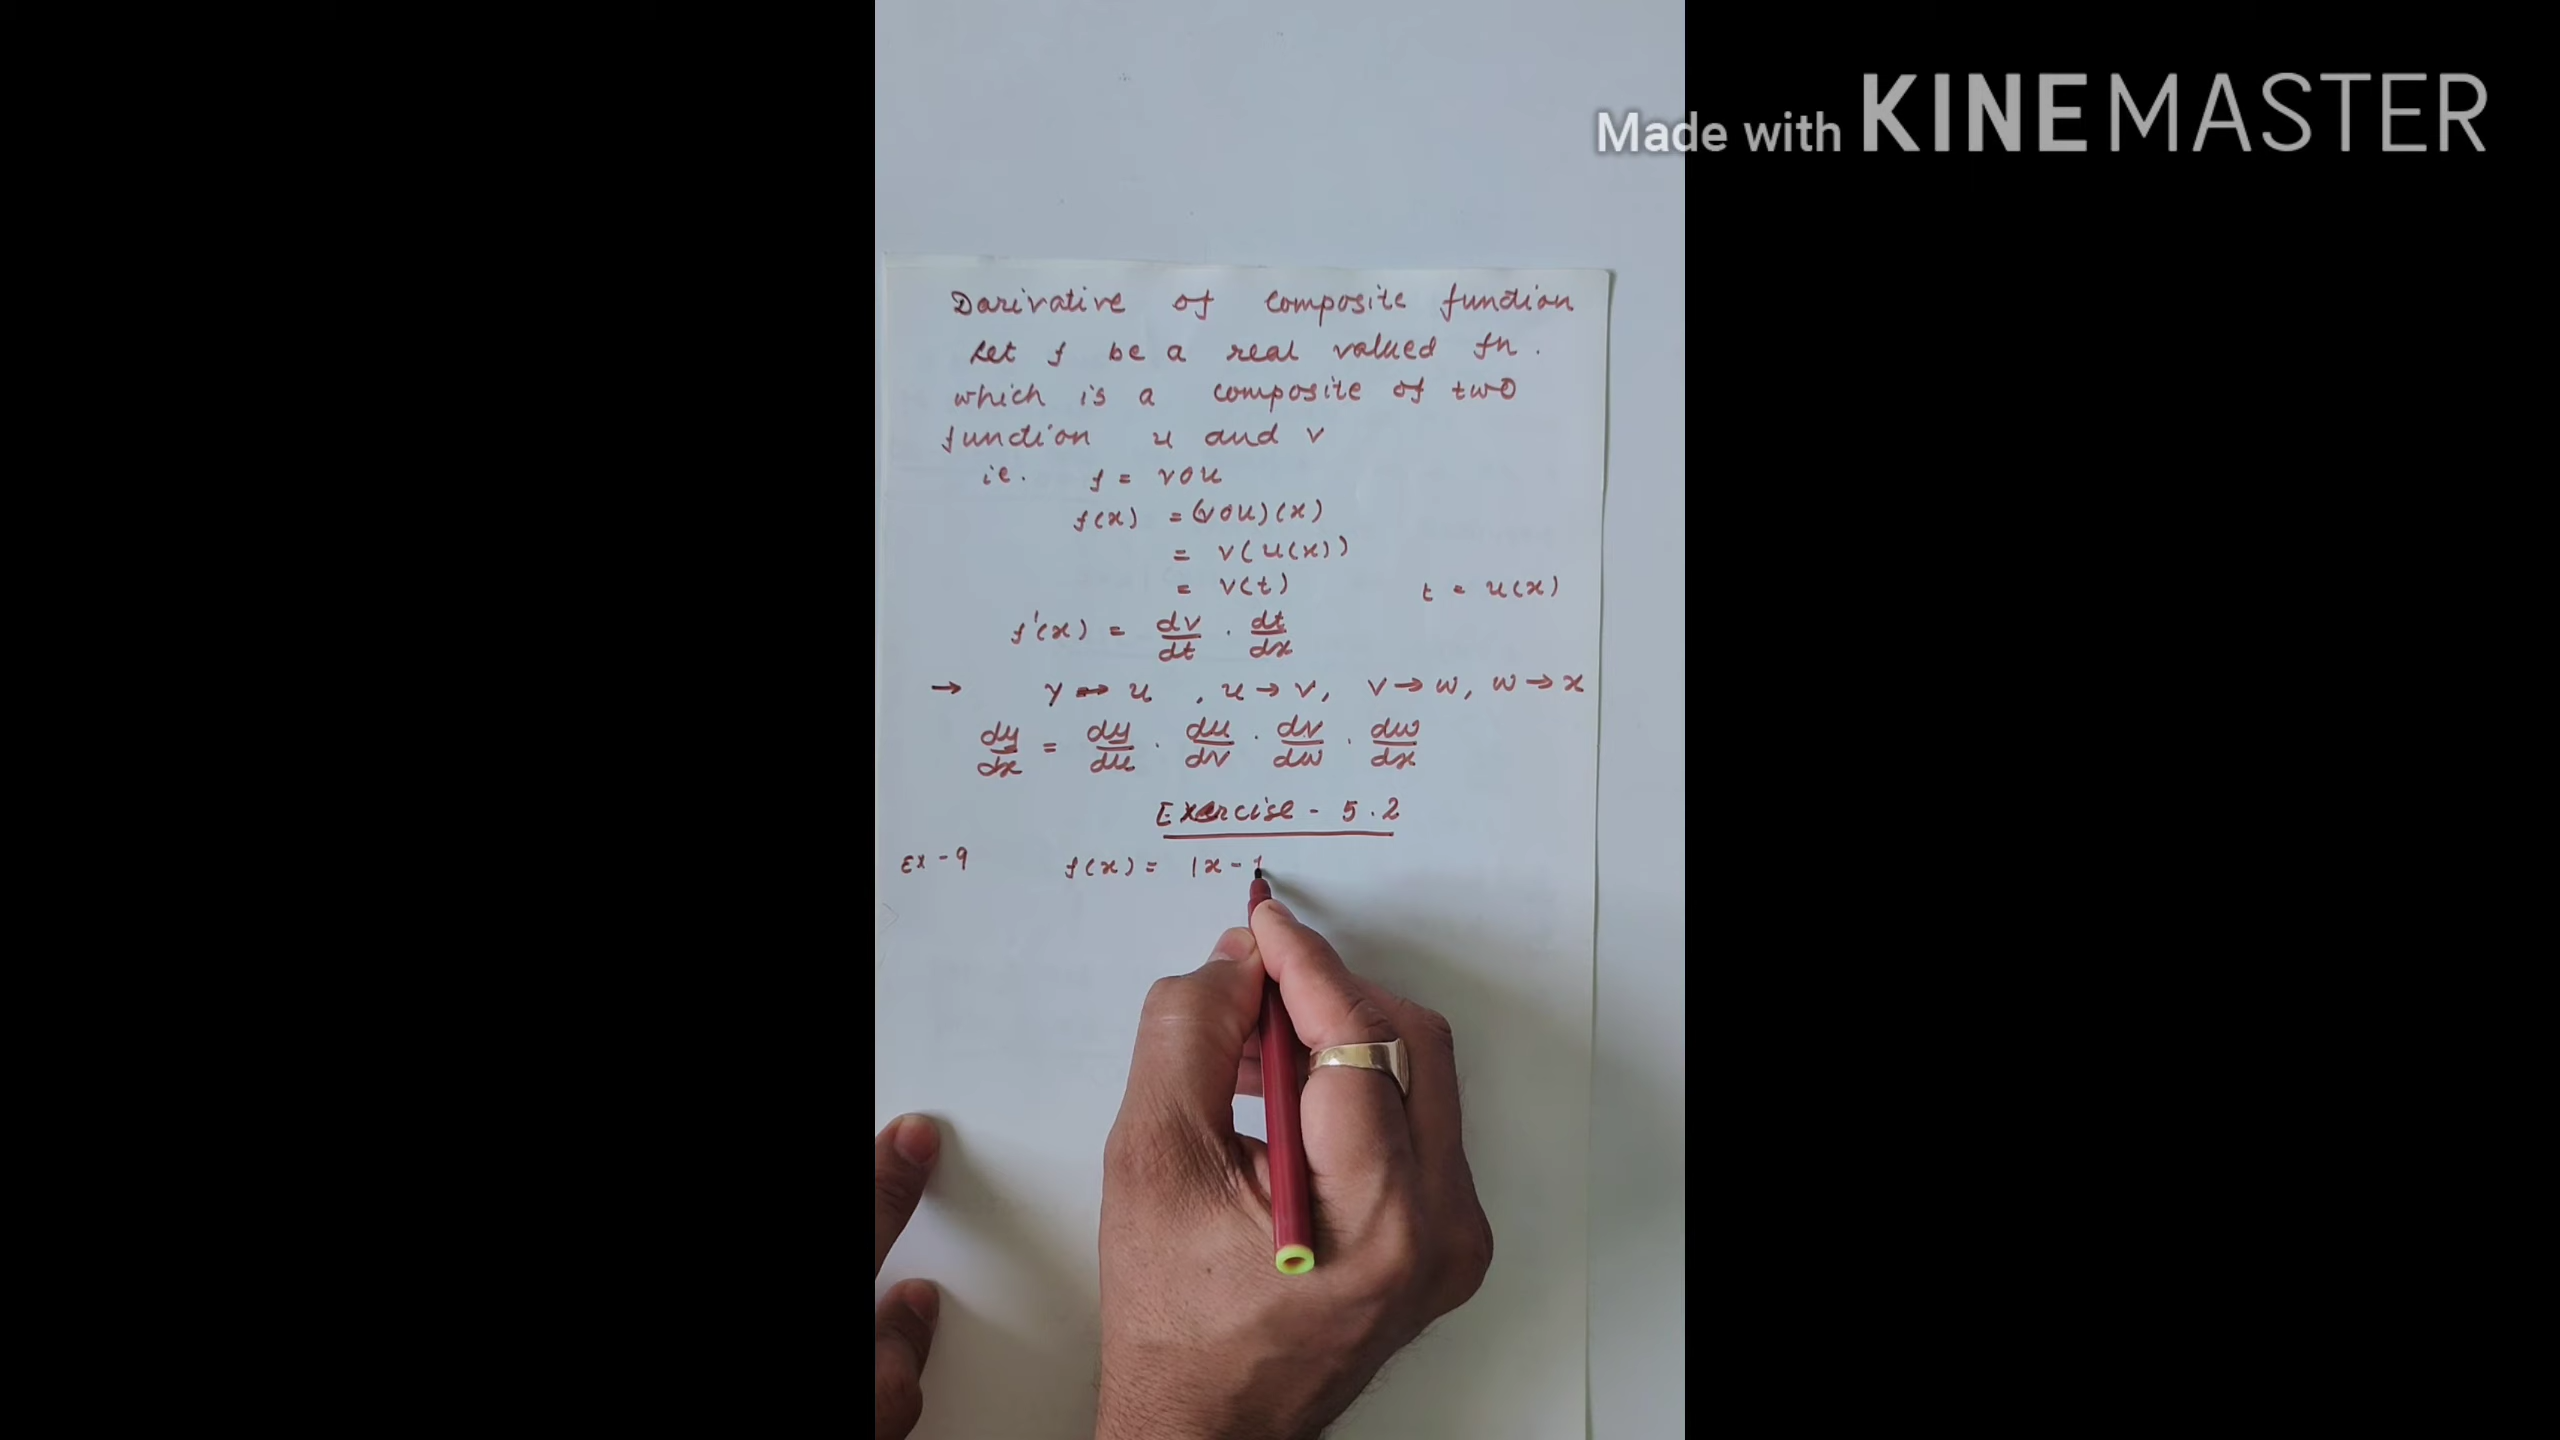 Made with KINEMASTER
Darivative of composite function
Let f be a real valued fn.
which is a composite of two
function u and v
ie. f = vou
f(x) = (vou)(x)
= v(u(x))
= v(t) t = u(x)
f'(x) = dv/dt · dt/dx
→ y → u , u → v, v → w, w → x
dy/dx = dy/du · du/dv · dv/dw · dw/dx
Exercise - 5.2
Ex - 9 f(x) = |x - 1